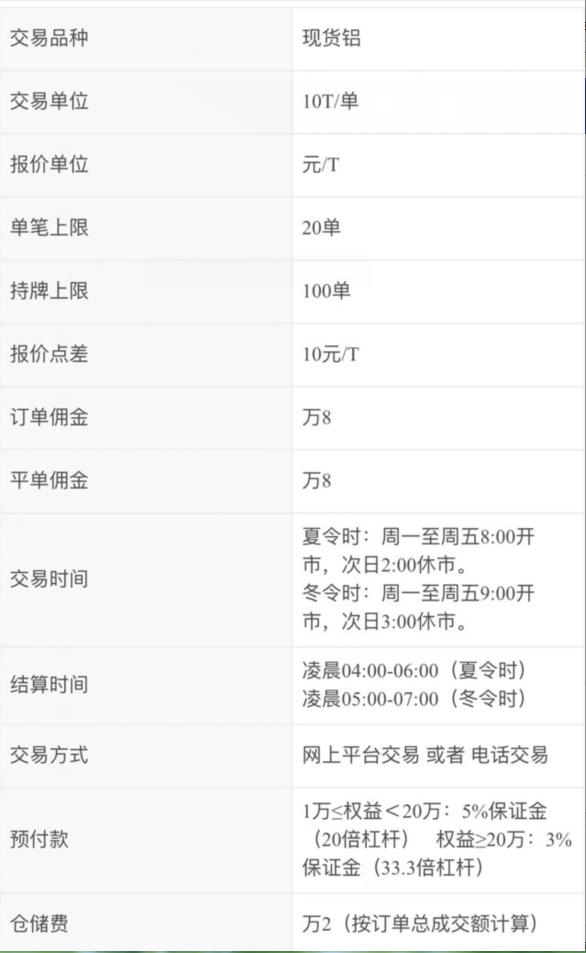 交易品种
现货铝
交易单位
10T/单
报价单位
元/T
单笔上限
20单
持牌上限
100单
报价点差
10元/T
订单佣金
万8
平单佣金
万8
交易时间
夏令时：周一至周五8:00开
市，次日2:00休市。
冬令时：周一至周五9:00开
市，次日3:00休市。
结算时间
凌晨04:00-06:00（夏令时）
凌晨05:00-07:00（冬令时）
交易方式
网上平台交易 或者 电话交易
预付款
1万≤权益＜20万：5%保证金
（20倍杠杆） 权益≥20万：3%
保证金（33.3倍杠杆）
仓储费
万2（按订单总成交额计算）